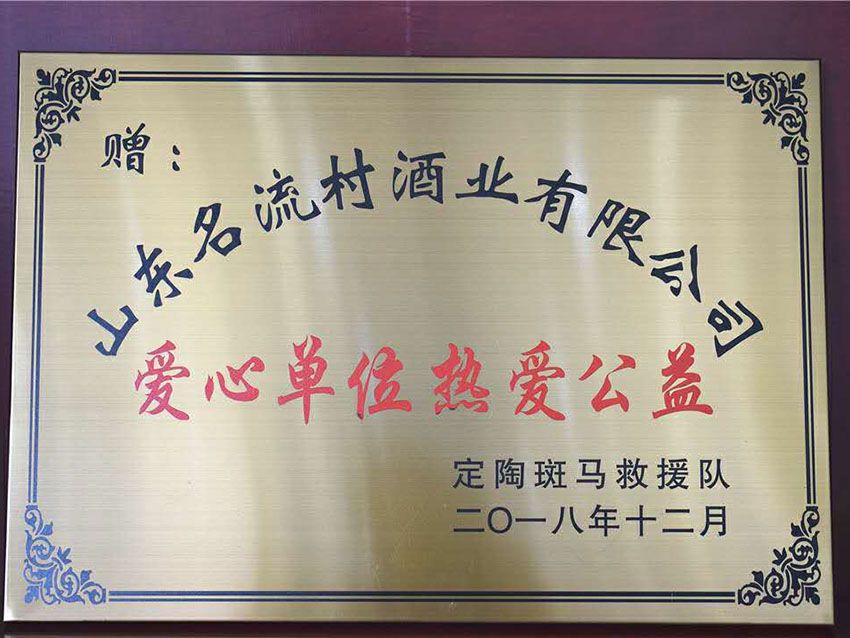 赠：
山东名流村酒业有限公司
爱心单位热爱公益
定陶斑马救援队
二〇一八年十二月